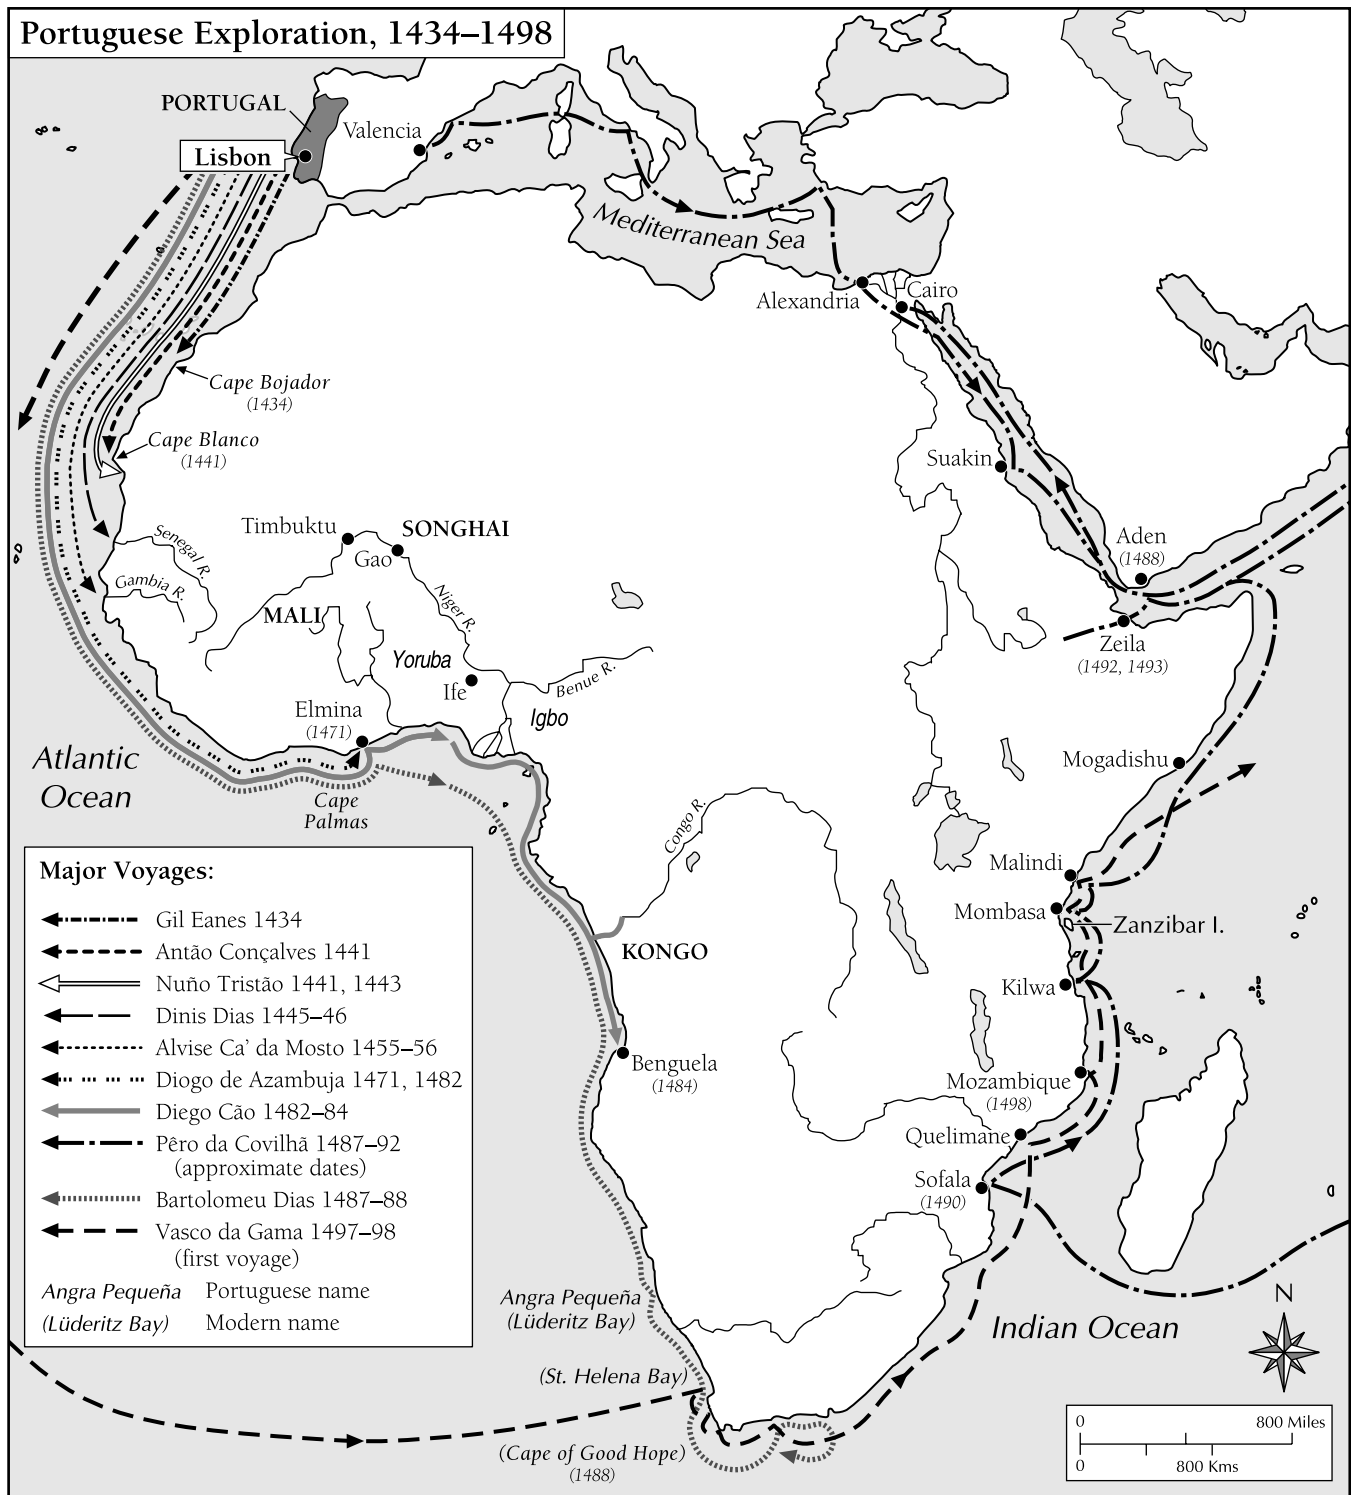 Portuguese Exploration, 1434–1498
PORTUGAL
Lisbon
Valencia
Mediterranean Sea
Alexandria
Cairo
Cape Bojador
(1434)
Cape Blanco
(1441)
Suakin
Timbuktu
SONGHAI
Gao
Senegal R.
Gambia R.
MALI
Niger R.
Aden
(1488)
Zeila
(1492, 1493)
Yoruba
Ife
Benue R.
Igbo
Elmina
(1471)
Atlantic
Ocean
Cape
Palmas
Mogadishu
Congo R.
Malindi
Mombasa
Zanzibar I.
KONGO
Kilwa
Benguela
(1484)
Mozambique
(1498)
Quelimane
Sofala
(1490)
Major Voyages:
Gil Eanes 1434
Antão Conçalves 1441
Nuño Tristão 1441, 1443
Dinis Dias 1445–46
Alvise Ca' da Mosto 1455–56
Diogo de Azambuja 1471, 1482
Diego Cão 1482–84
Pêro da Covilhã 1487–92
(approximate dates)
Bartolomeu Dias 1487–88
Vasco da Gama 1497–98
(first voyage)
Angra Pequeña Portuguese name
(Lüderitz Bay) Modern name
Angra Pequeña
(Lüderitz Bay)
(St. Helena Bay)
(Cape of Good Hope)
(1488)
Indian Ocean
N
0 800 Miles
0 800 Kms